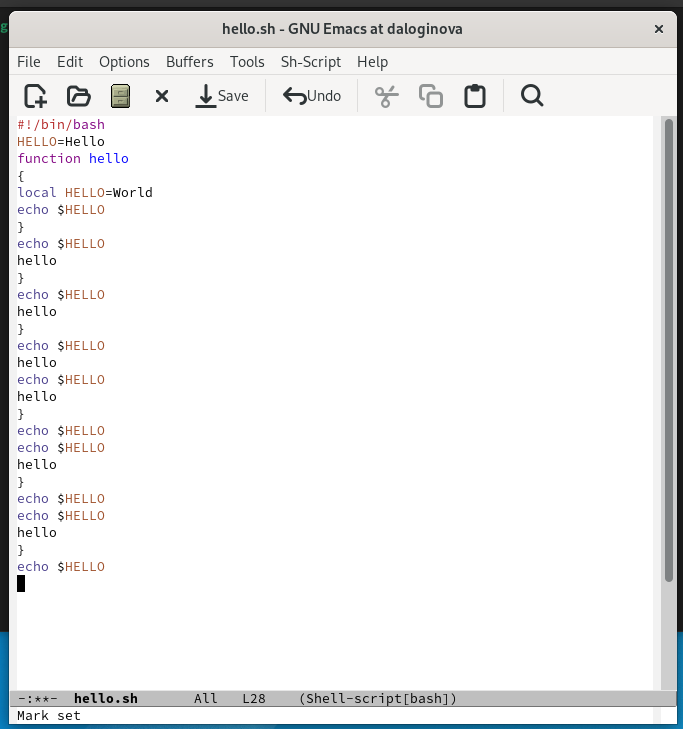 hello.sh - GNU Emacs at daloginova
File Edit Options Buffers Tools Sh-Script Help
Save Undo
#!/bin/bash
HELLO=Hello
function hello
{
local HELLO=World
echo $HELLO
}
echo $HELLO
hello
}
echo $HELLO
hello
}
echo $HELLO
hello
echo $HELLO
hello
}
echo $HELLO
echo $HELLO
hello
}
echo $HELLO
echo $HELLO
hello
}
echo $HELLO
-:**- hello.sh All L28 (Shell-script[bash])
Mark set